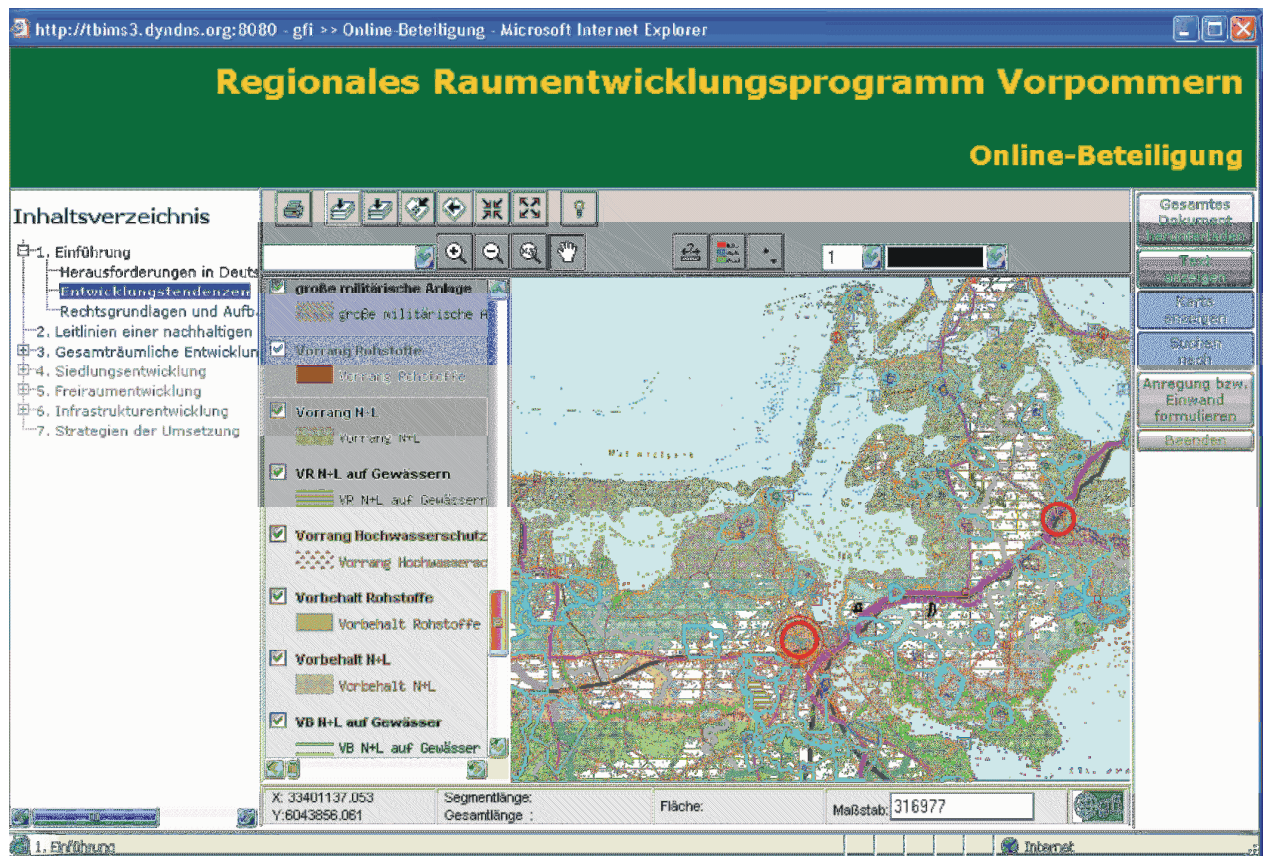 http://tbims3.dyndns.org:8080 - gfi >> Online-Beteiligung - Microsoft Internet Explorer
Regionales Raumentwicklungsprogramm Vorpommern
Online-Beteiligung
Inhaltsverzeichnis
1. Einführung
Herausforderungen in Deuts
Entwicklungstendenzen
Rechtsgrundlagen und Aufb
2. Leitlinien einer nachhaltigen
3. Gesamträumliche Entwicklun
4. Siedlungsentwicklung
5. Freiraumentwicklung
6. Infrastrukturentwicklung
7. Strategien der Umsetzung
1
große militärische Anlage
große militärische A
Vorrang Rohstoffe
Vorrang Rohstoffe
Vorrang N+L
Vorrang N+L
VR N+L auf Gewässern
VR N+L auf Gewässern
Vorrang Hochwasserschutz
Vorrang Hochwassersc
Vorbehalt Rohstoffe
Vorbehalt Rohstoffe
Vorbehalt N+L
Vorbehalt N+L
VB N+L auf Gewässer
VB N+L auf Gewässer
Gesamtes
Dokument
Text
Karte
anzeigen
Suchen
nach
Anregung bzw.
Einwand
formulieren
Beenden
X: 33401137.053
Y:6043856.061
Segmentlänge:
Gesamtlänge :
Fläche:
Maßstab: 316977
1. Einführung
Internet